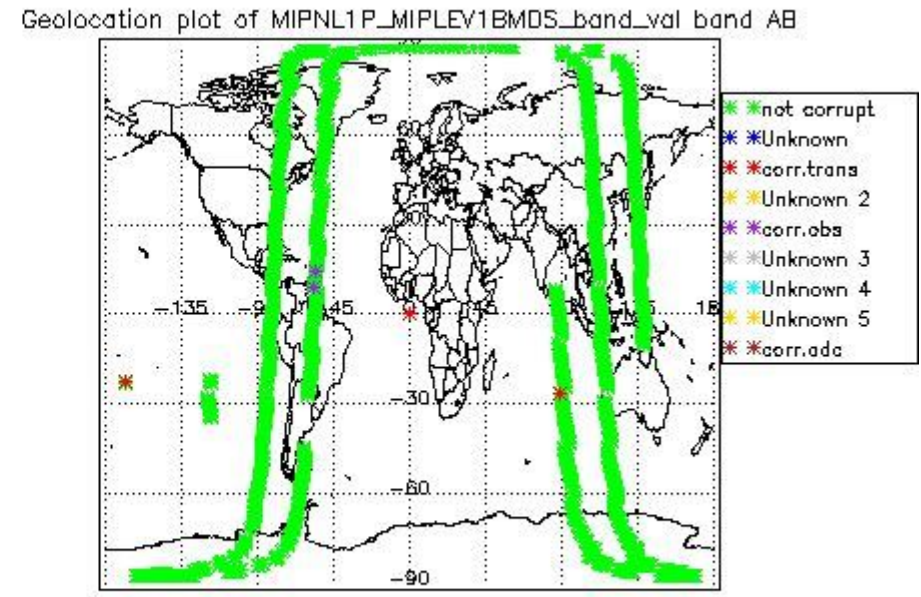 Geolocation plot of MIPNL1P_MIPLEV1BMDS_band_val band AB
not corrupt
Unknown
corr.trans
Unknown 2
corr.obs
Unknown 3
Unknown 4
Unknown 5
corr.adc
60
-135
45
-30
-60
-90